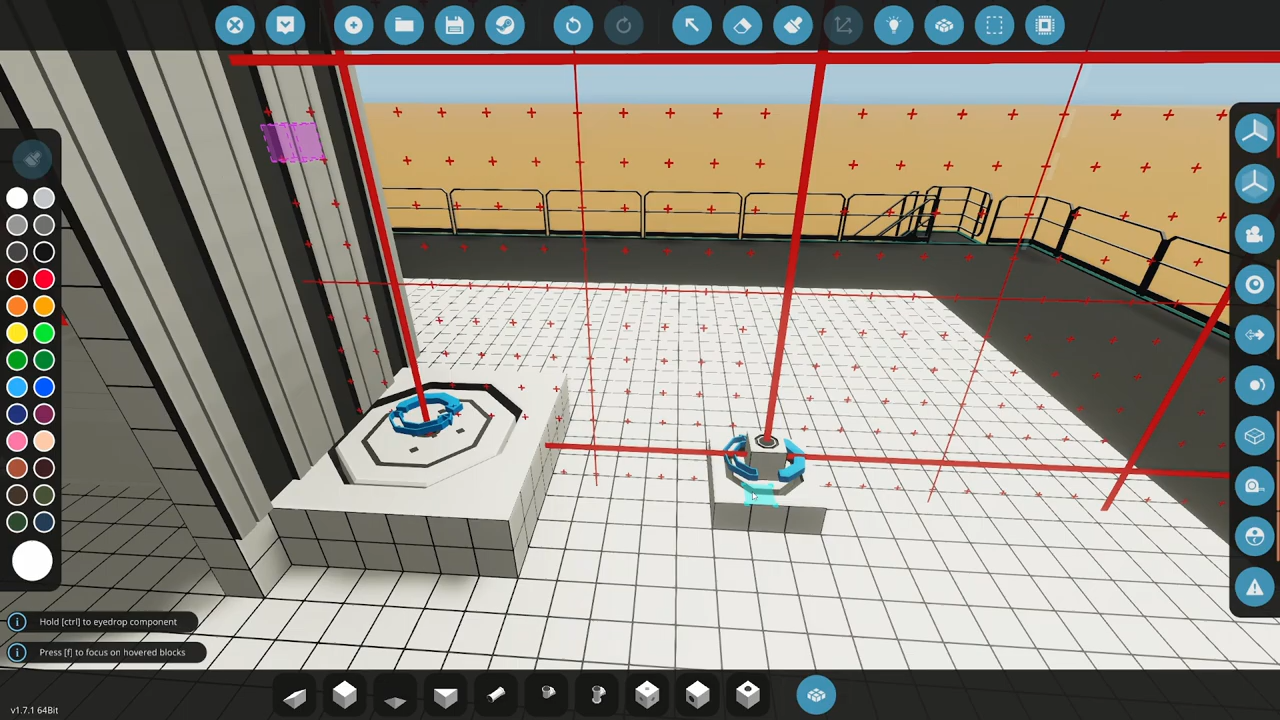 Hold [ctrl] to eyedrop component
Press [f] to focus on hovered blocks
v1.7.1 64Bit